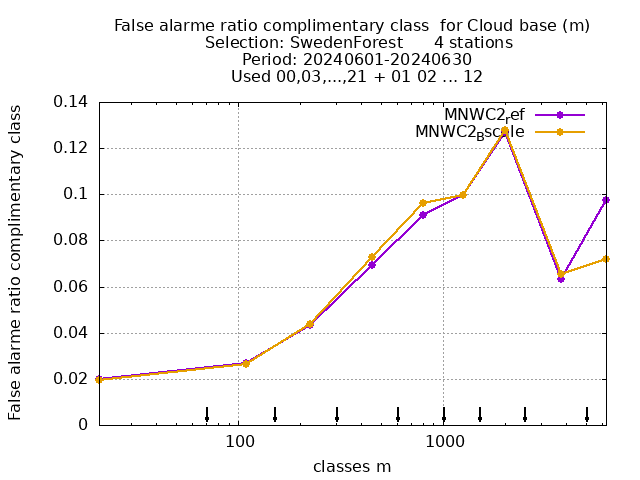 False alarme ratio complimentary class  for Cloud base (m)
Selection: SwedenForest      4 stations
Period: 20240601-20240630
Used 00,03,...,21 + 01 02 ... 12
MNWC2ref
MNWC2Bscale
0.14
0.12
0.1
0.08
0.06
0.04
0.02
0
False alarme ratio complimentary class
100
1000
classes m